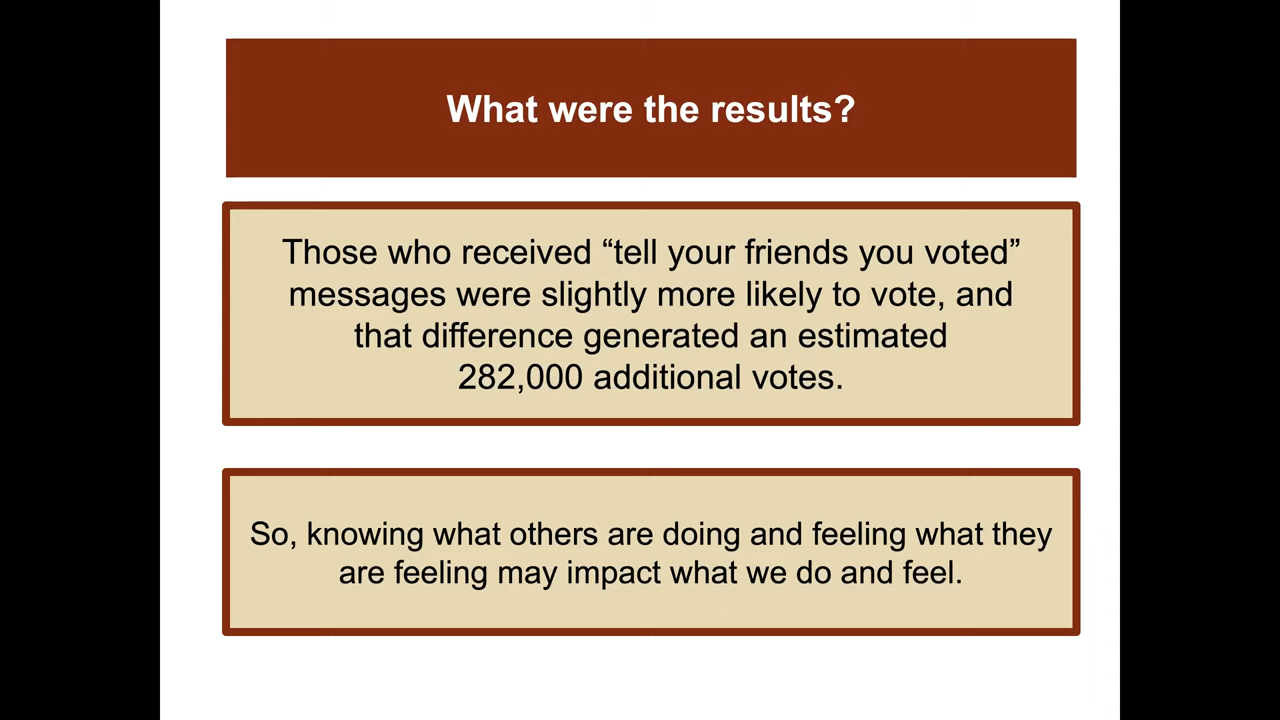 What were the results?
Those who received “tell your friends you voted”
messages were slightly more likely to vote, and
that difference generated an estimated
282,000 additional votes.
So, knowing what others are doing and feeling what they
are feeling may impact what we do and feel.